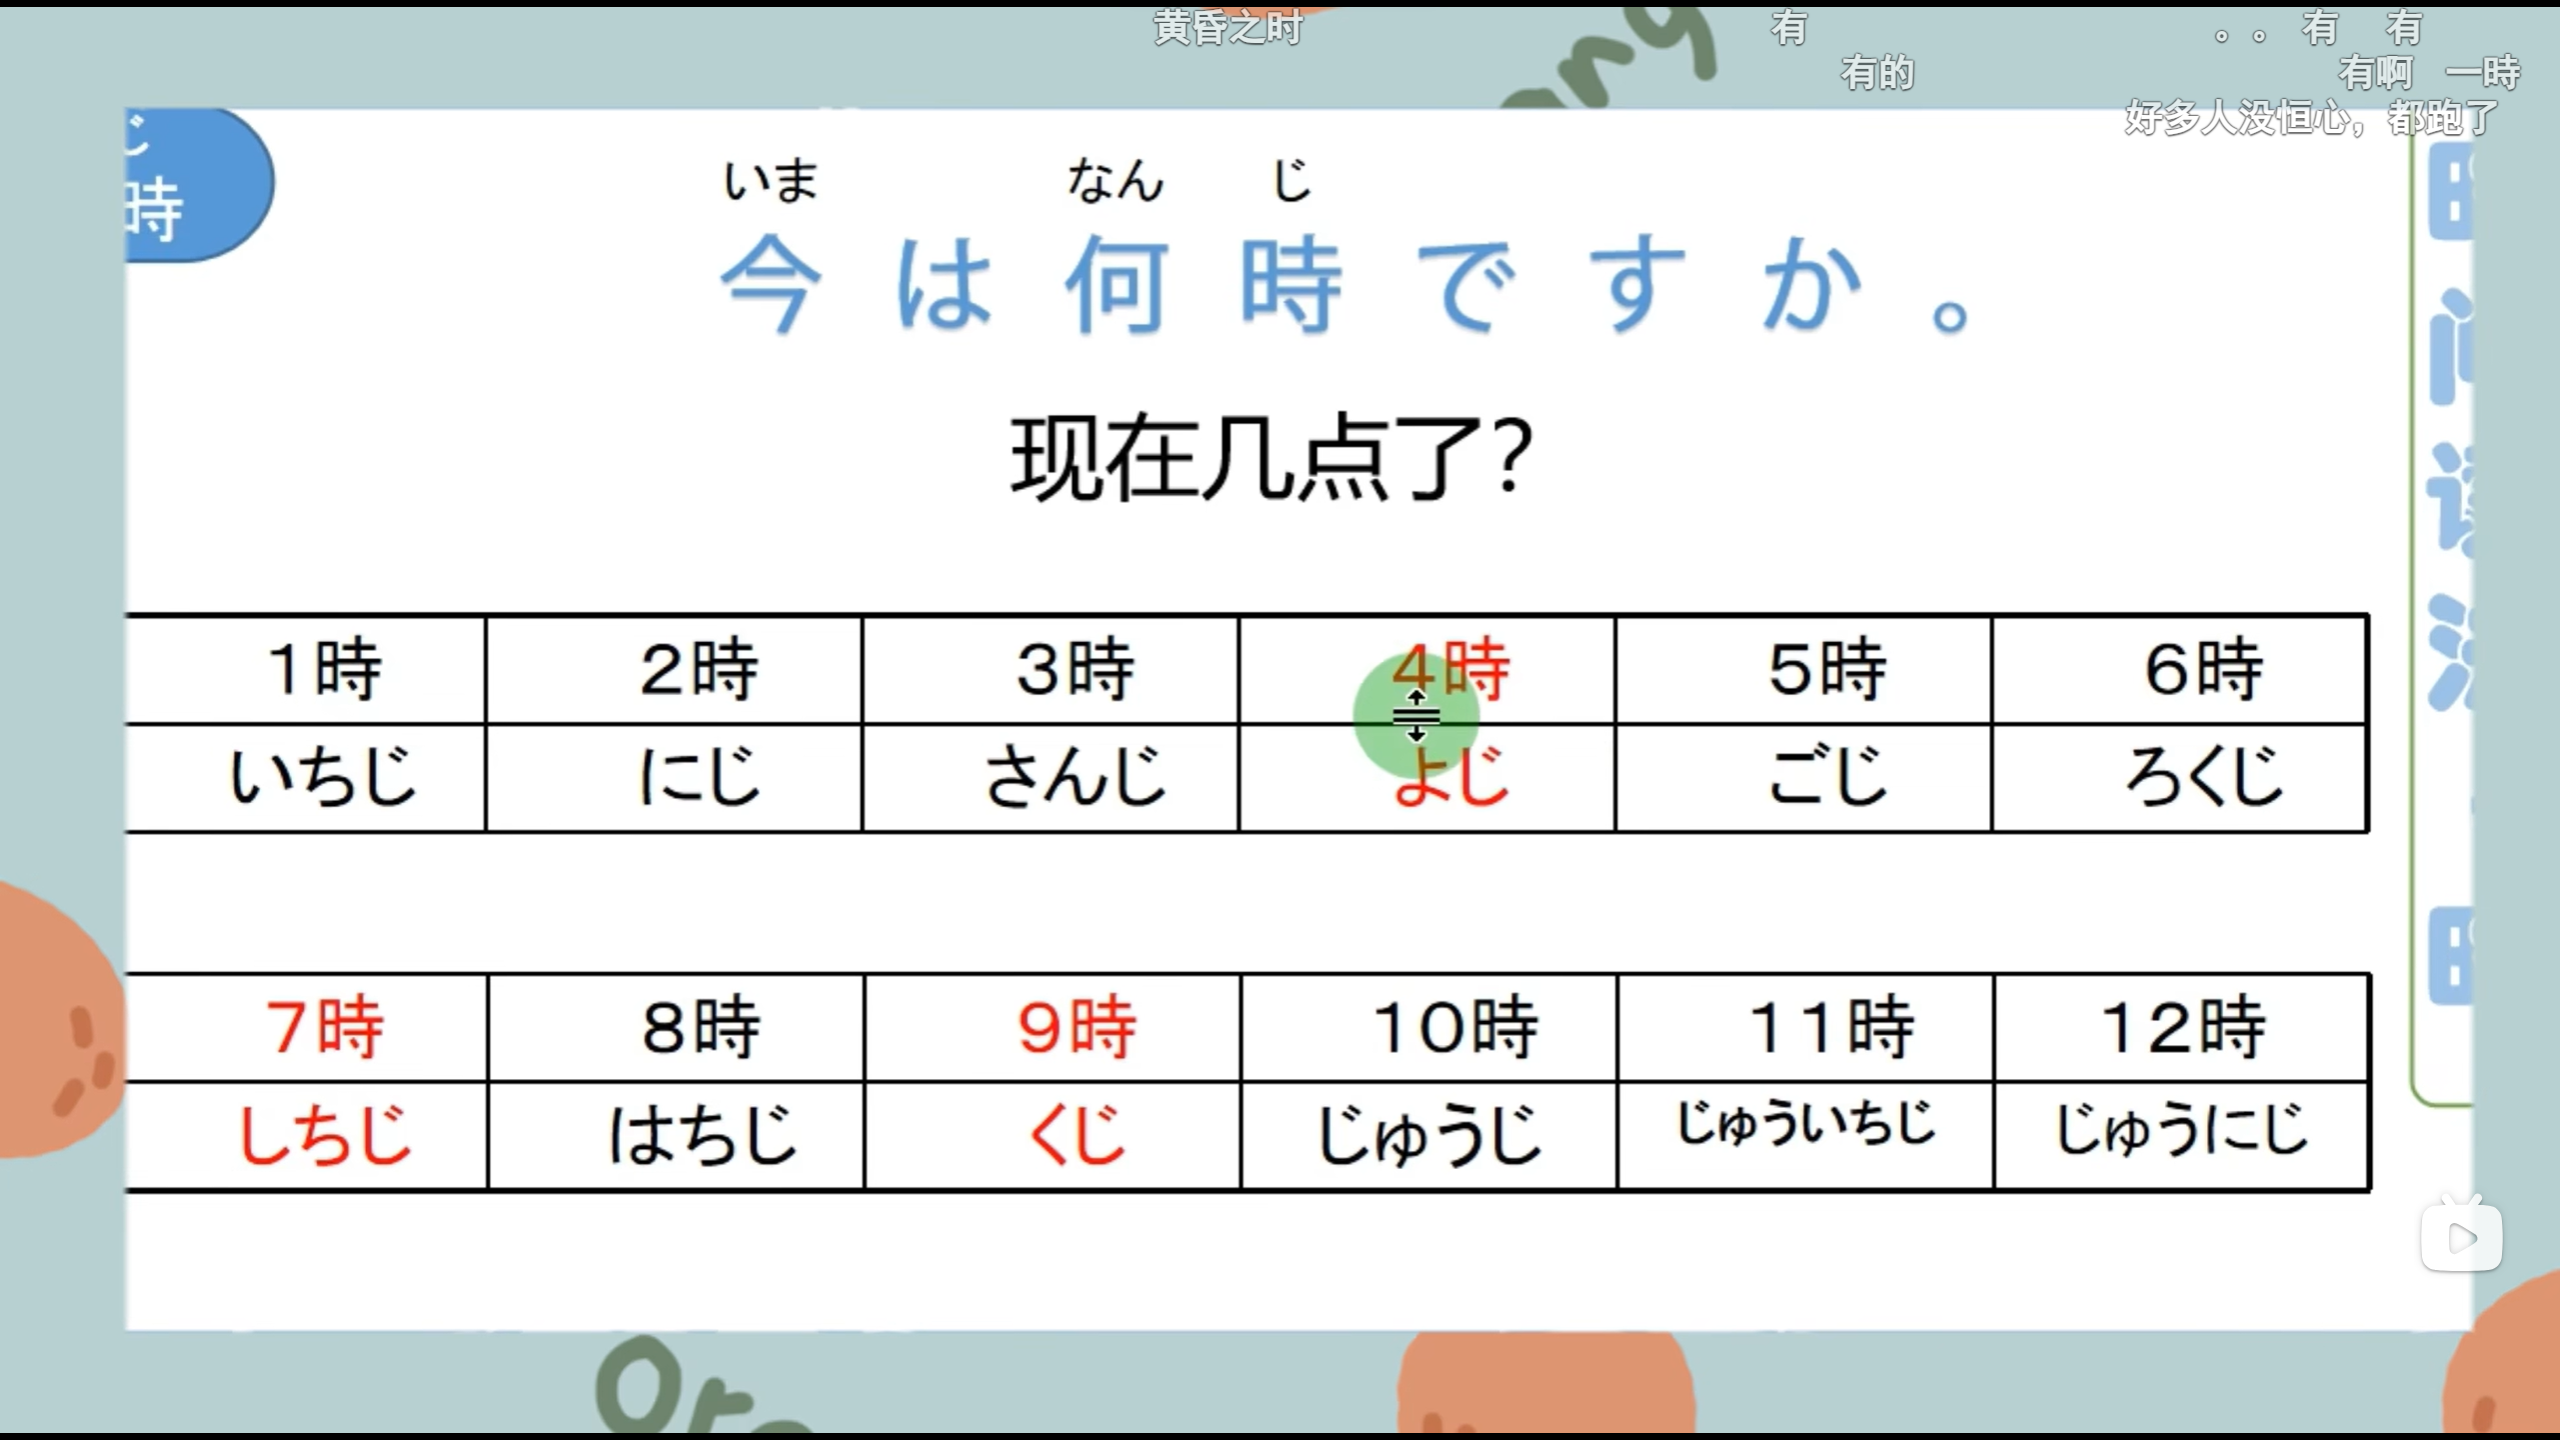 黄昏之时 有 。。 有 有
有的 有啊 一時
好多人没恒心，都跑了
じ
時
いま なん じ
今は何時ですか。
现在几点了？
1時 2時 3時 4時 5時 6時
いちじ にじ さんじ よじ ごじ ろくじ
7時 8時 9時 10時 11時 12時
しちじ はちじ くじ じゅうじ じゅういちじ じゅうにじ